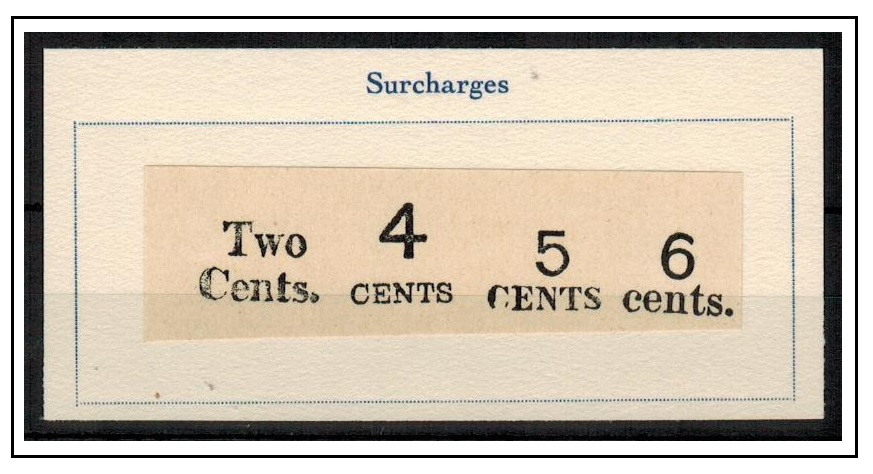 Surcharges
Two
Cents.
4
CENTS
5
CENTS
6
cents.